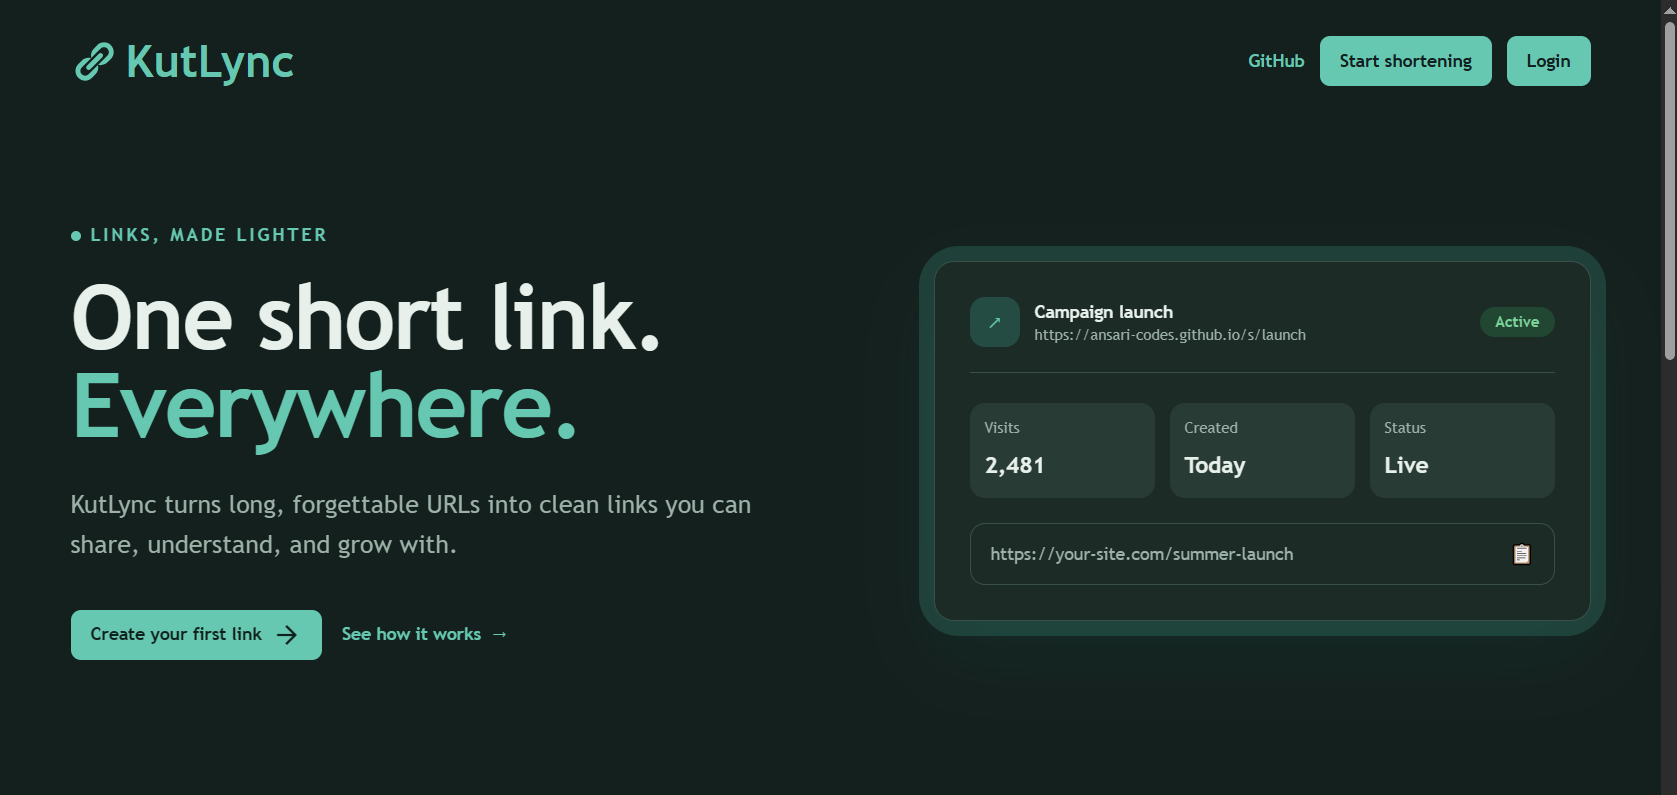 KutLync
GitHub
Start shortening
Login
LINKS, MADE LIGHTER
One short link.
Everywhere.
KutLync turns long, forgettable URLs into clean links you can
share, understand, and grow with.
Create your first link →
See how it works →
↗
Campaign launch
https://ansari-codes.github.io/s/launch
Active
Visits
2,481
Created
Today
Status
Live
https://your-site.com/summer-launch